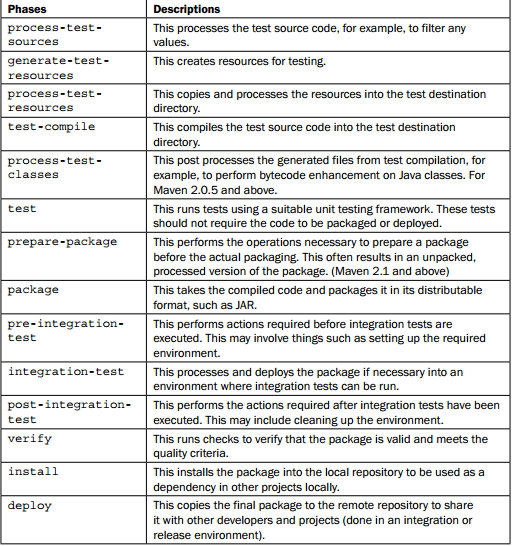 Phases Descriptions
process-test- This processes the test source code, for example, to filter any
sources values.
generate-test- This creates resources for testing.
resources
process-test- This copies and processes the resources into the test destination
resources directory.
test-compile This compiles the test source code into the test destination
directory.
process-test- This post processes the generated files from test compilation, for
classes example, to perform bytecode enhancement on Java classes. For
Maven 2.0.5 and above.
test This runs tests using a suitable unit testing framework. These tests
should not require the code to be packaged or deployed.
prepare-package This performs the operations necessary to prepare a package
before the actual packaging. This often results in an unpacked,
processed version of the package. (Maven 2.1 and above)
package This takes the compiled code and packages it in its distributable
format, such as JAR.
pre-integration- This performs actions required before integration tests are
test executed. This may involve things such as setting up the required
environment.
integration-test This processes and deploys the package if necessary into an
environment where integration tests can be run.
post-integration- This performs the actions required after integration tests have been
test executed. This may include cleaning up the environment.
verify This runs checks to verify that the package is valid and meets the
quality criteria.
install This installs the package into the local repository to be used as a
dependency in other projects locally.
deploy This copies the final package to the remote repository to share
it with other developers and projects (done in an integration or
release environment).